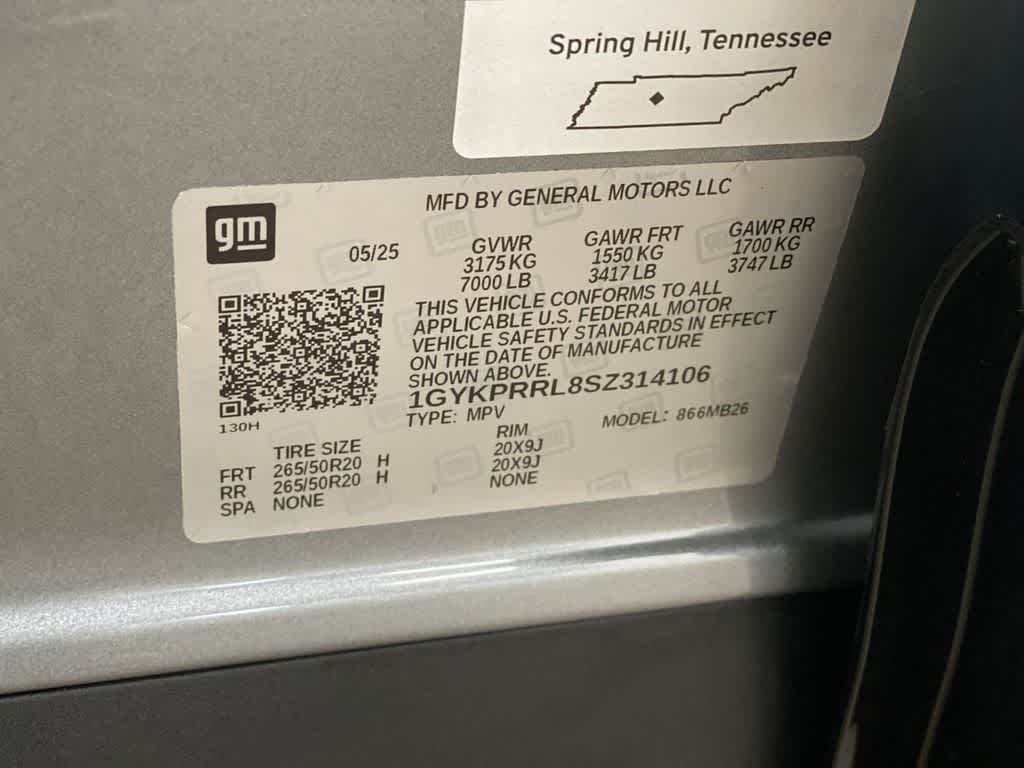 Spring Hill, Tennessee
gm
MFD BY GENERAL MOTORS LLC
05/25
GVWR
3175 KG
7000 LB
GAWR FRT
1550 KG
3417 LB
GAWR RR
1700 KG
3747 LB
THIS VEHICLE CONFORMS TO ALL
APPLICABLE U.S. FEDERAL MOTOR
VEHICLE SAFETY STANDARDS IN EFFECT
ON THE DATE OF MANUFACTURE
SHOWN ABOVE.
1GYKPRRL8SZ314106
TYPE: MPV MODEL: 866MB26
130H
TIRE SIZE RIM
FRT 265/50R20 H 20X9J
RR 265/50R20 H 20X9J
SPA NONE NONE